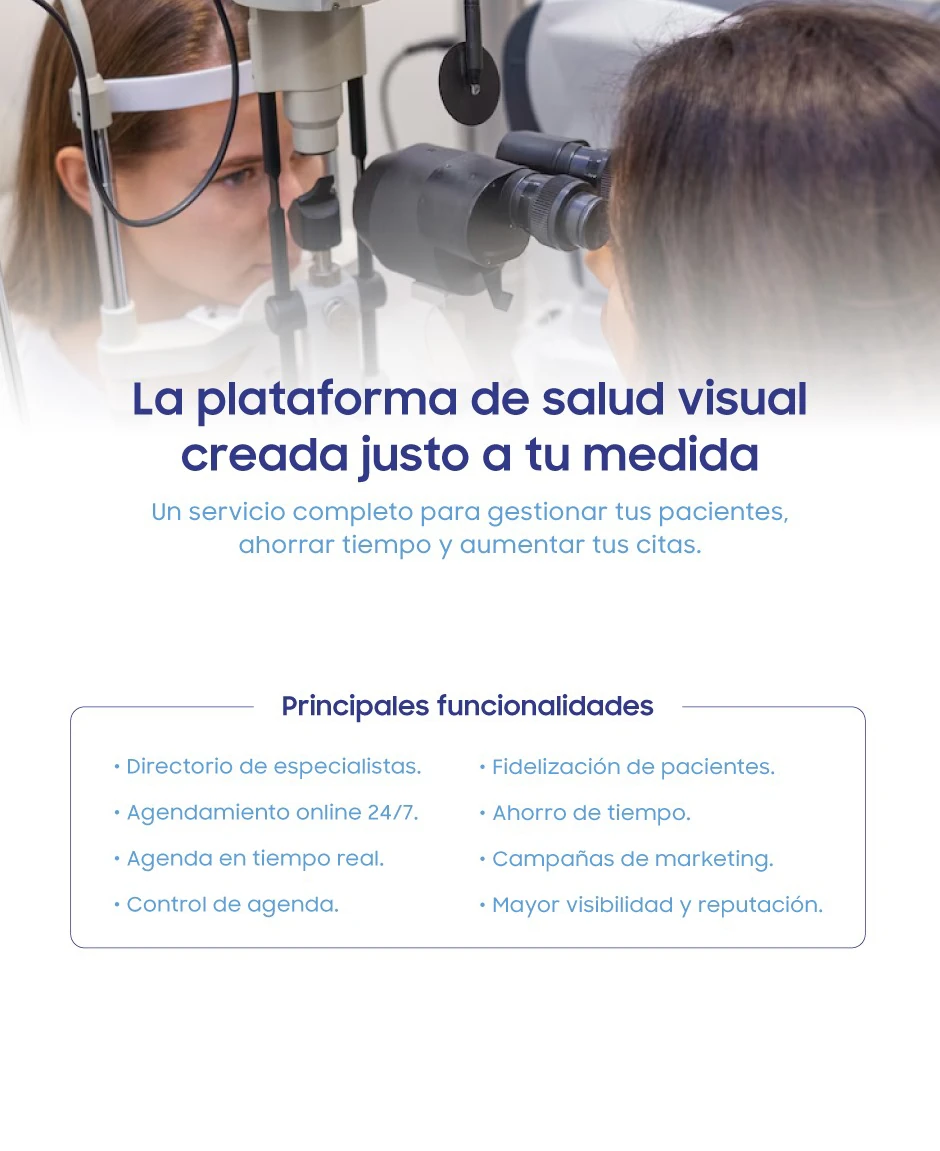 La plataforma de salud visual
creada justo a tu medida
Un servicio completo para gestionar tus pacientes,
ahorrar tiempo y aumentar tus citas.
Principales funcionalidades
• Directorio de especialistas.
• Agendamiento online 24/7.
• Agenda en tiempo real.
• Control de agenda.
• Fidelización de pacientes.
• Ahorro de tiempo.
• Campañas de marketing.
• Mayor visibilidad y reputación.